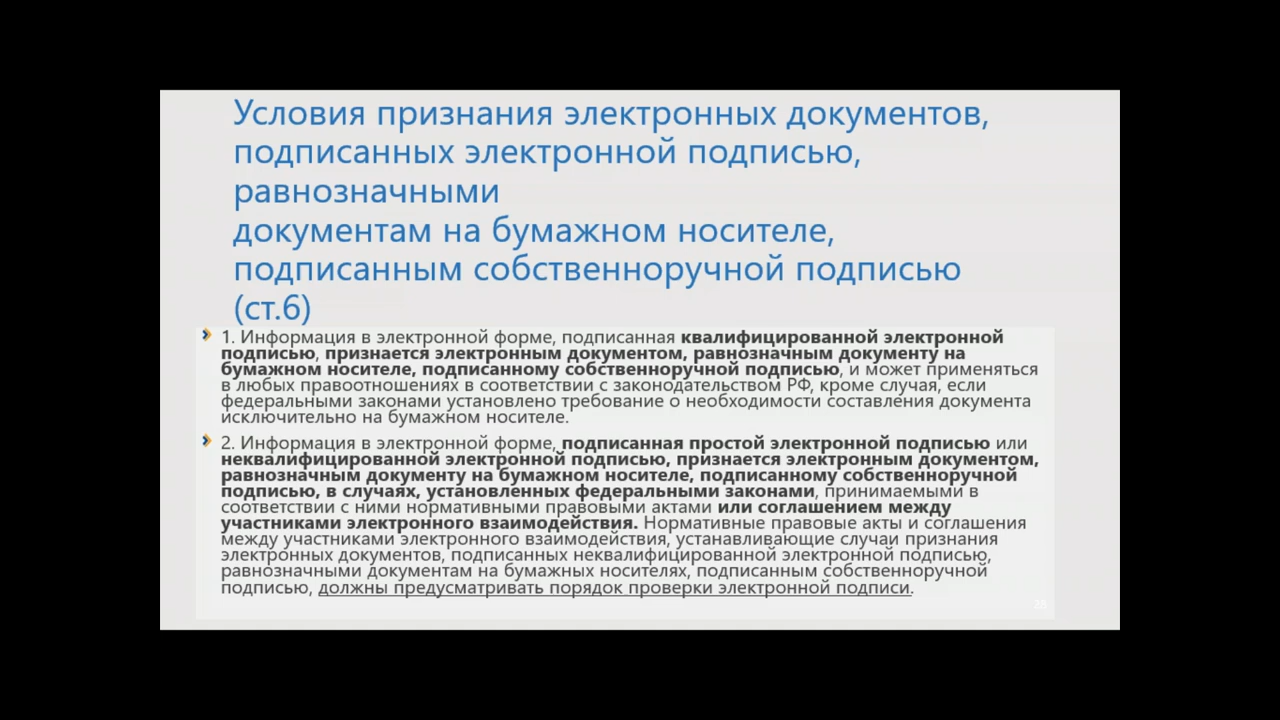 Условия признания электронных документов,
подписанных электронной подписью,
равнозначными
документам на бумажном носителе,
подписанным собственноручной подписью
(ст.6)
1. Информация в электронной форме, подписанная квалифицированной электронной
подписью, признается электронным документом, равнозначным документу на
бумажном носителе, подписанному собственноручной подписью, и может применяться
в любых правоотношениях в соответствии с законодательством РФ, кроме случая, если
федеральными законами установлено требование о необходимости составления документа
исключительно на бумажном носителе.
2. Информация в электронной форме, подписанная простой электронной подписью или
неквалифицированной электронной подписью, признается электронным документом,
равнозначным документу на бумажном носителе, подписанному собственноручной
подписью, в случаях, установленных федеральными законами, принимаемыми в
соответствии с ними нормативными правовыми актами или соглашением между
участниками электронного взаимодействия. Нормативные правовые акты и соглашения
между участниками электронного взаимодействия, устанавливающие случаи признания
электронных документов, подписанных неквалифицированной электронной подписью,
равнозначными документам на бумажных носителях, подписанным собственноручной
подписью, должны предусматривать порядок проверки электронной подписи.